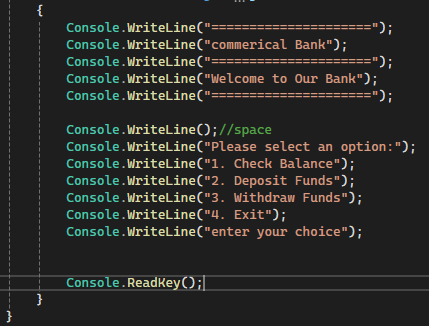 {
Console.WriteLine("=====================");
Console.WriteLine("commerical Bank");
Console.WriteLine("=====================");
Console.WriteLine("Welcome to Our Bank");
Console.WriteLine("=====================");
Console.WriteLine();//space
Console.WriteLine("Please select an option:");
Console.WriteLine("1. Check Balance");
Console.WriteLine("2. Deposit Funds");
Console.WriteLine("3. Withdraw Funds");
Console.WriteLine("4. Exit");
Console.WriteLine("enter your choice");
Console.ReadKey();
}
}